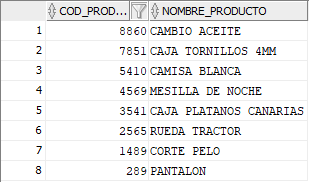 COD_PROD... NOMBRE_PRODUCTO
1 8860 CAMBIO ACEITE
2 7851 CAJA TORNILLOS 4MM
3 5410 CAMISA BLANCA
4 4569 MESILLA DE NOCHE
5 3541 CAJA PLATANOS CANARIAS
6 2565 RUEDA TRACTOR
7 1489 CORTE PELO
8 289 PANTALON